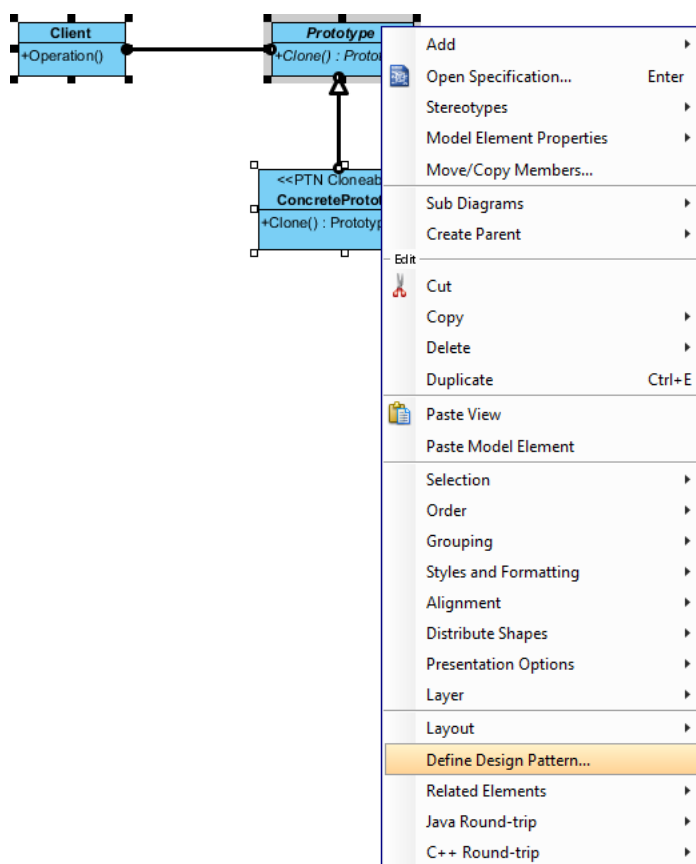 Client
+Operation()
Prototype
+Clone() : Proto
<<PTN Cloneab
ConcreteProto
+Clone() : Prototyp
Add
Open Specification... Enter
Stereotypes
Model Element Properties
Move/Copy Members...
Sub Diagrams
Create Parent
Edit
Cut
Copy
Delete
Duplicate Ctrl+E
Paste View
Paste Model Element
Selection
Order
Grouping
Styles and Formatting
Alignment
Distribute Shapes
Presentation Options
Layer
Layout
Define Design Pattern...
Related Elements
Java Round-trip
C++ Round-trip